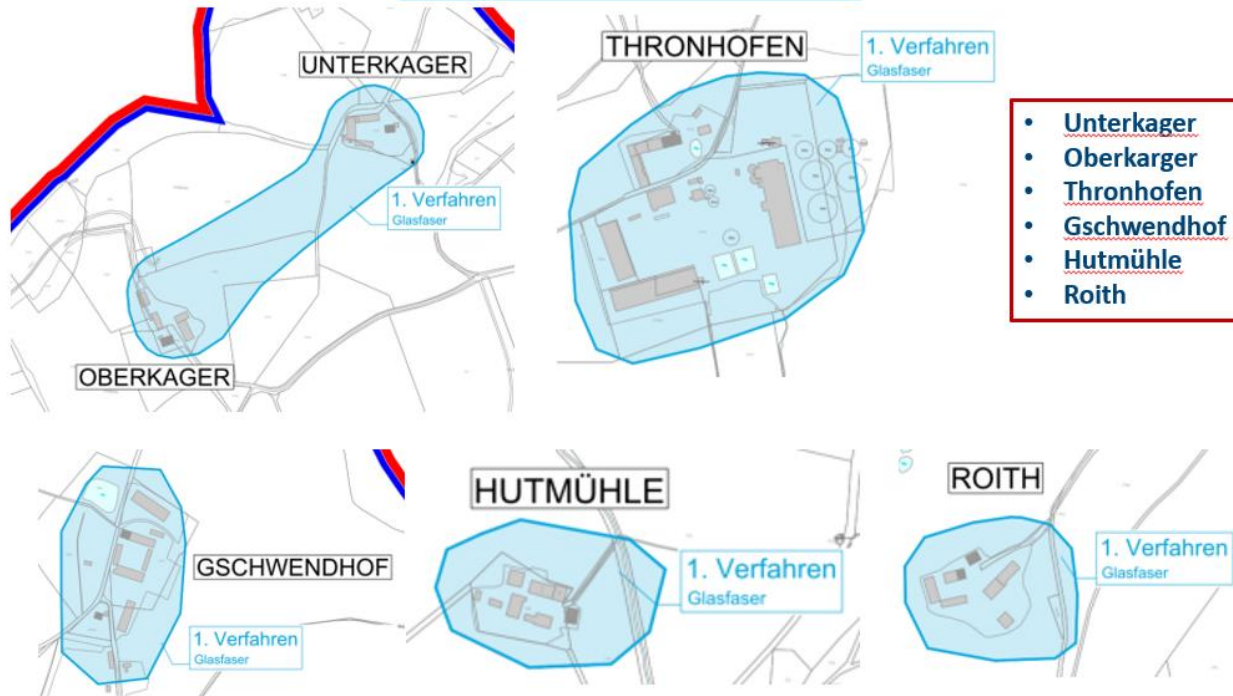 UNTERKAGER
1. Verfahren
Glasfaser
OBERKAGER
THRONHOFEN
1. Verfahren
Glasfaser
• Unterkager
• Oberkarger
• Thronhofen
• Gschwendhof
• Hutmühle
• Roith
GSCHWENDHOF
1. Verfahren
Glasfaser
HUTMÜHLE
1. Verfahren
Glasfaser
ROITH
1. Verfahren
Glasfaser